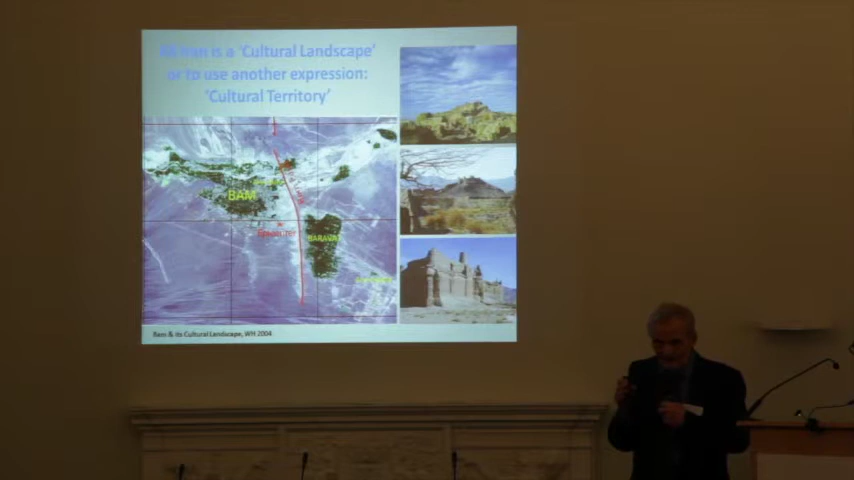 is a 'Cultural Landscape'
or to use another expression:
'Cultural Territory'
BAM
BARAVAT
Bam & its Cultural Landscape, WH 2004